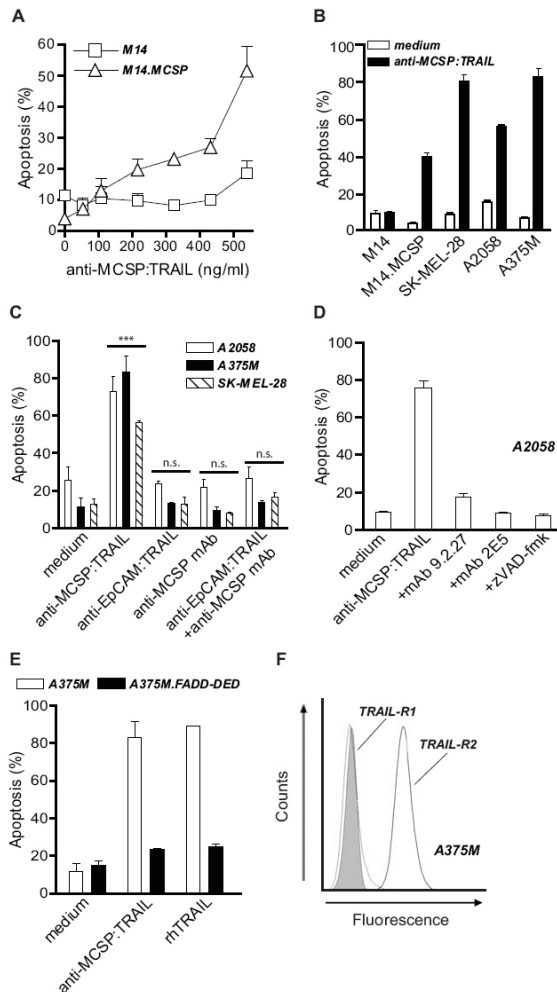 A
M14
M14.MCSP
Apoptosis (%)
60
50
40
30
20
10
0
0 100 200 300 400 500
anti-MCSP:TRAIL (ng/ml)
B
medium
anti-MCSP:TRAIL
Apoptosis (%)
100
80
60
40
20
0
M14
M14.MCSP
SK-MEL-28
A2058
A375M
C
A2058
A375M
SK-MEL-28
Apoptosis (%)
100
80
60
40
20
0
***
n.s.
n.s.
n.s.
medium
anti-MCSP:TRAIL
anti-EpCAM:TRAIL
anti-MCSP mAb
anti-EpCAM:TRAIL
+anti-MCSP mAb
D
Apoptosis (%)
100
80
60
40
20
0
A2058
medium
anti-MCSP:TRAIL
+mAb 9.2.27
+mAb 2E5
+zVAD-fmk
E
A375M
A375M.FADD-DED
Apoptosis (%)
100
80
60
40
20
0
medium
anti-MCSP:TRAIL
rhTRAIL
F
TRAIL-R1
TRAIL-R2
Counts
A375M
Fluorescence